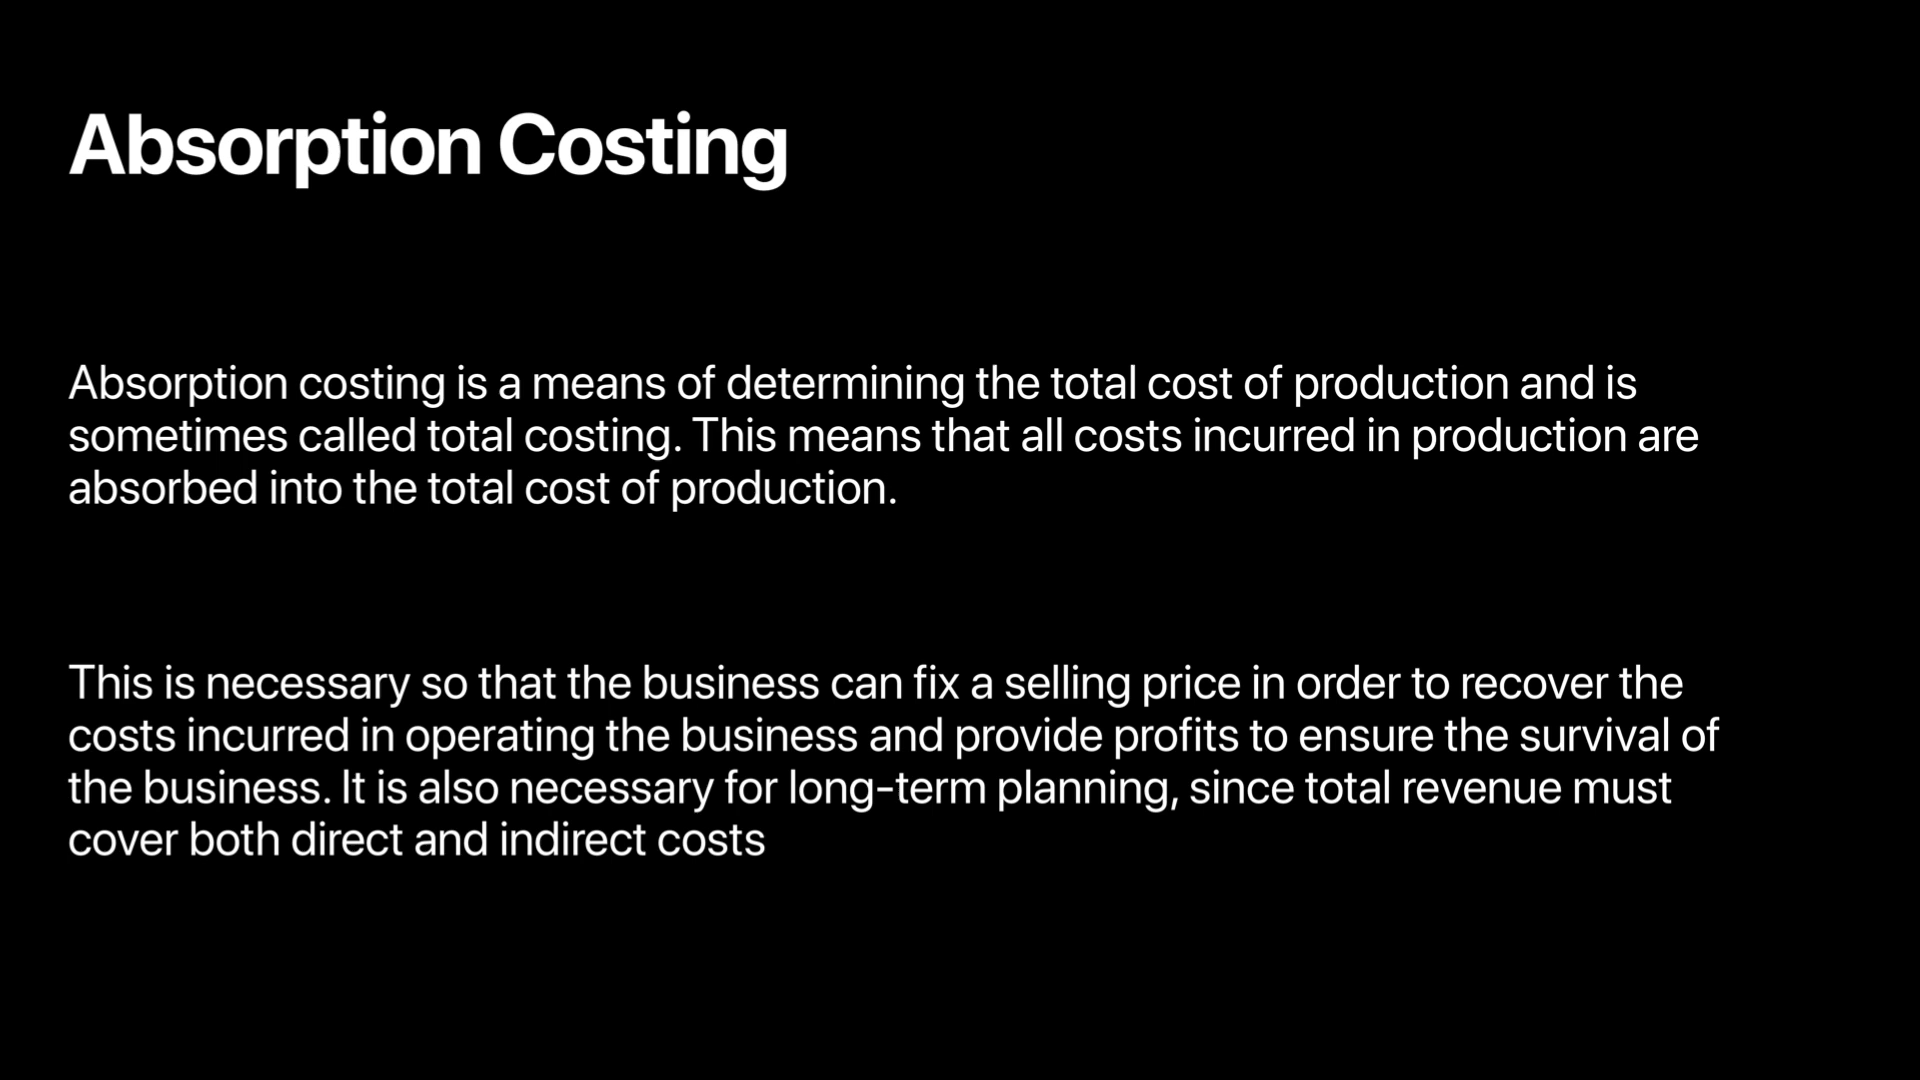 Absorption Costing
Absorption costing is a means of determining the total cost of production and is
sometimes called total costing. This means that all costs incurred in production are
absorbed into the total cost of production.
This is necessary so that the business can fix a selling price in order to recover the
costs incurred in operating the business and provide profits to ensure the survival of
the business. It is also necessary for long-term planning, since total revenue must
cover both direct and indirect costs